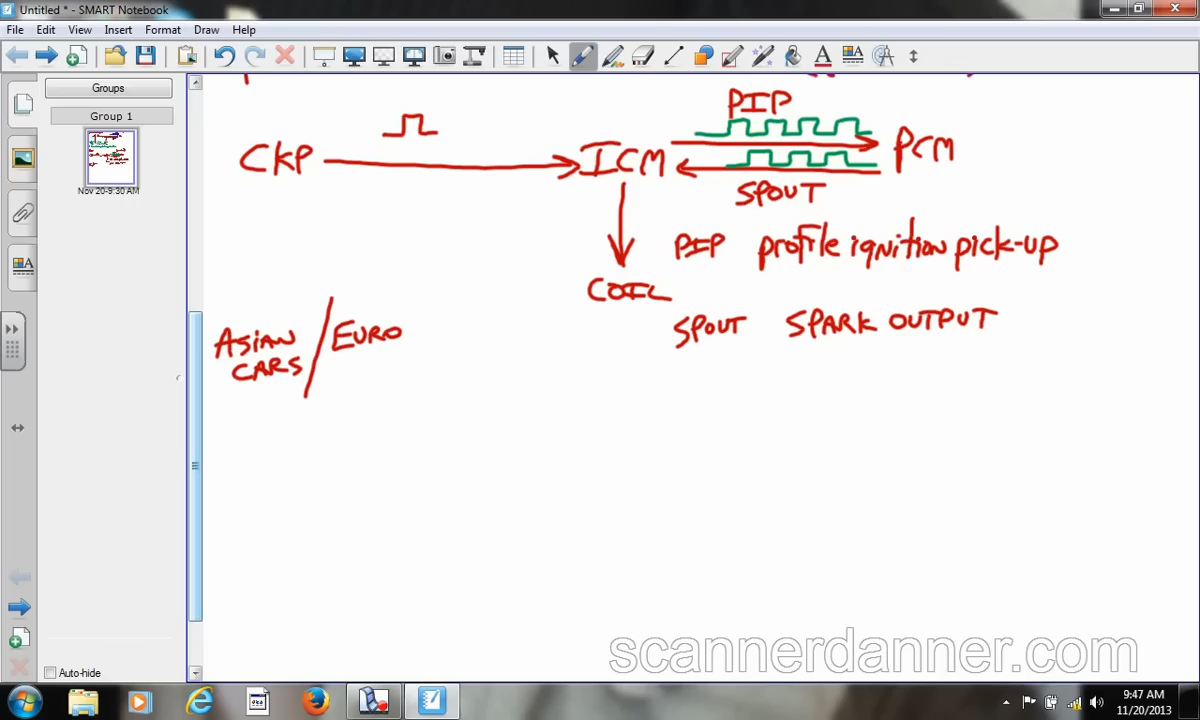 Untitled * - SMART Notebook
File Edit View Insert Format Draw Help
Groups
Group 1
Nov 20-9:30 AM
PIP
CKP ICM PCM
SPOUT
PIP profile ignition pick-up
COIL
SPOUT SPARK OUTPUT
ASIAN / EURO
CARS
scannerdanner.com
Auto-hide
9:47 AM
11/20/2013